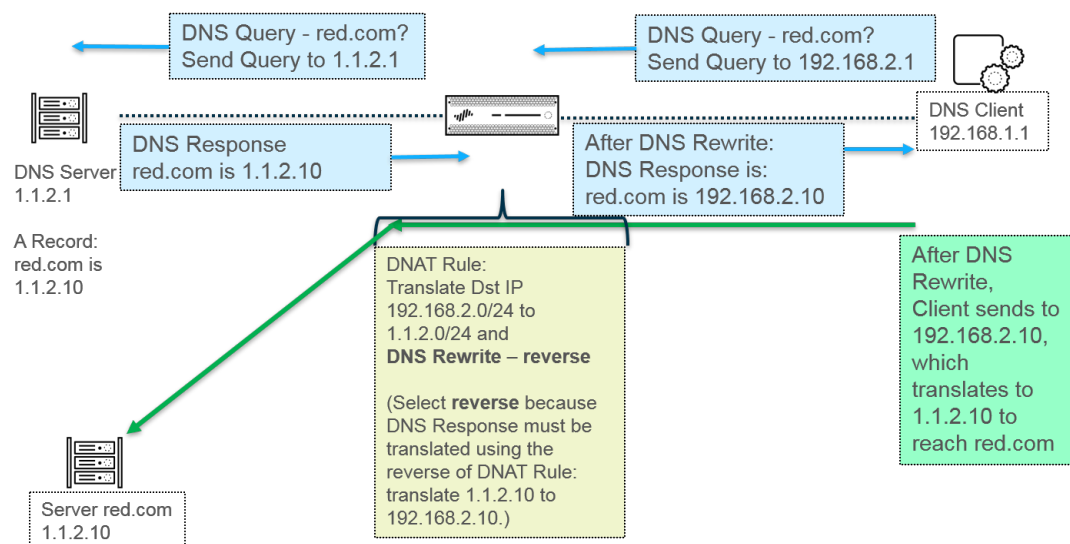 DNS Query - red.com?
Send Query to 1.1.2.1
DNS Query - red.com?
Send Query to 192.168.2.1
DNS Client
192.168.1.1
DNS Server
1.1.2.1
A Record:
red.com is
1.1.2.10
DNS Response
red.com is 1.1.2.10
After DNS Rewrite:
DNS Response is:
red.com is 192.168.2.10
DNAT Rule:
Translate Dst IP
192.168.2.0/24 to
1.1.2.0/24 and
DNS Rewrite – reverse
(Select reverse because
DNS Response must be
translated using the
reverse of DNAT Rule:
translate 1.1.2.10 to
192.168.2.10.)
After DNS
Rewrite,
Client sends to
192.168.2.10,
which
translates to
1.1.2.10 to
reach red.com
Server red.com
1.1.2.10